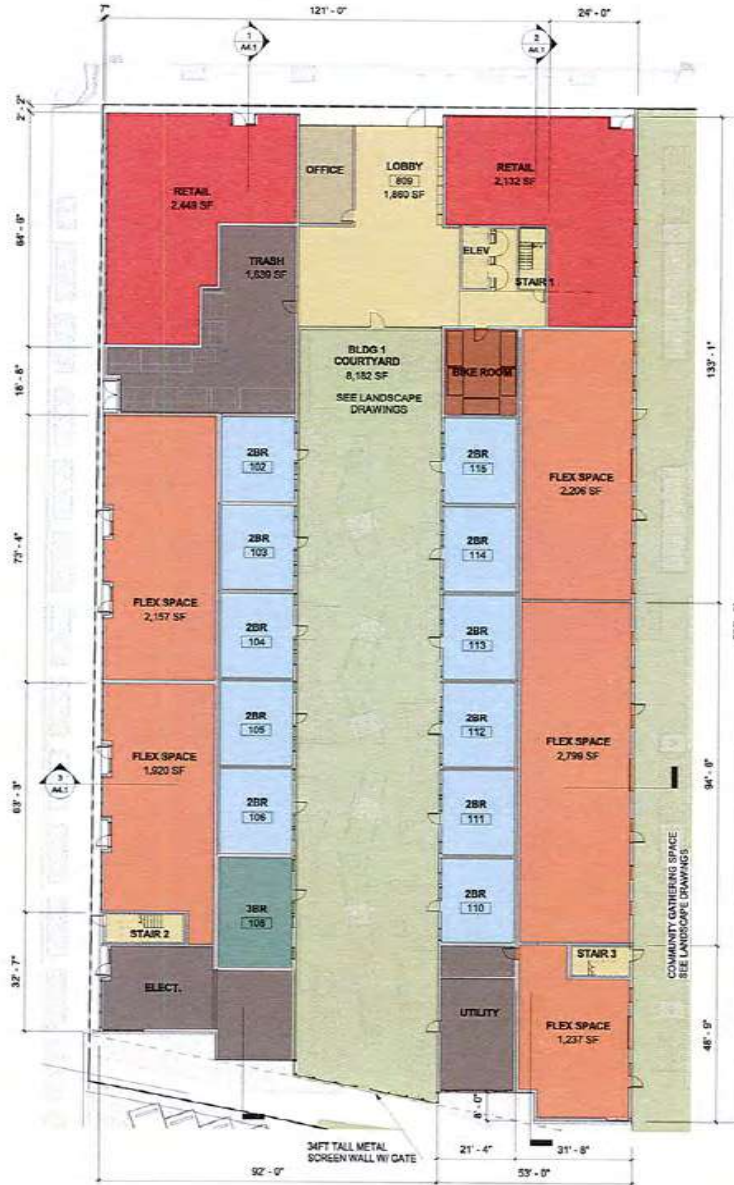 7"
121' - 0"
24' - 0"
1
A4.1
2
A4.1
2' - 2"
RETAIL
2,449 SF
OFFICE
LOBBY
809
1,860 SF
RETAIL
2,132 SF
64' - 6"
TRASH
1,639 SF
ELEV
STAIR 1
133' - 1"
BLDG 1
COURTYARD
8,182 SF
SEE LANDSCAPE
DRAWINGS
BIKE ROOM
18' - 8"
2BR
102
2BR
115
FLEX SPACE
2,206 SF
2BR
103
2BR
114
73' - 4"
FLEX SPACE
2,157 SF
2BR
104
2BR
113
2BR
105
2BR
112
FLEX SPACE
1,920 SF
FLEX SPACE
2,799 SF
3
A4.1
63' - 3"
2BR
106
2BR
111
94' - 6"
3BR
108
2BR
110
COMMUNITY GATHERING SPACE
SEE LANDSCAPE DRAWINGS
STAIR 2
STAIR 3
32' - 7"
ELECT.
UTILITY
FLEX SPACE
1,237 SF
48' - 9"
8' - 0"
34FT TALL METAL
SCREEN WALL W/ GATE
21' - 4"
31' - 8"
92' - 0"
53' - 0"